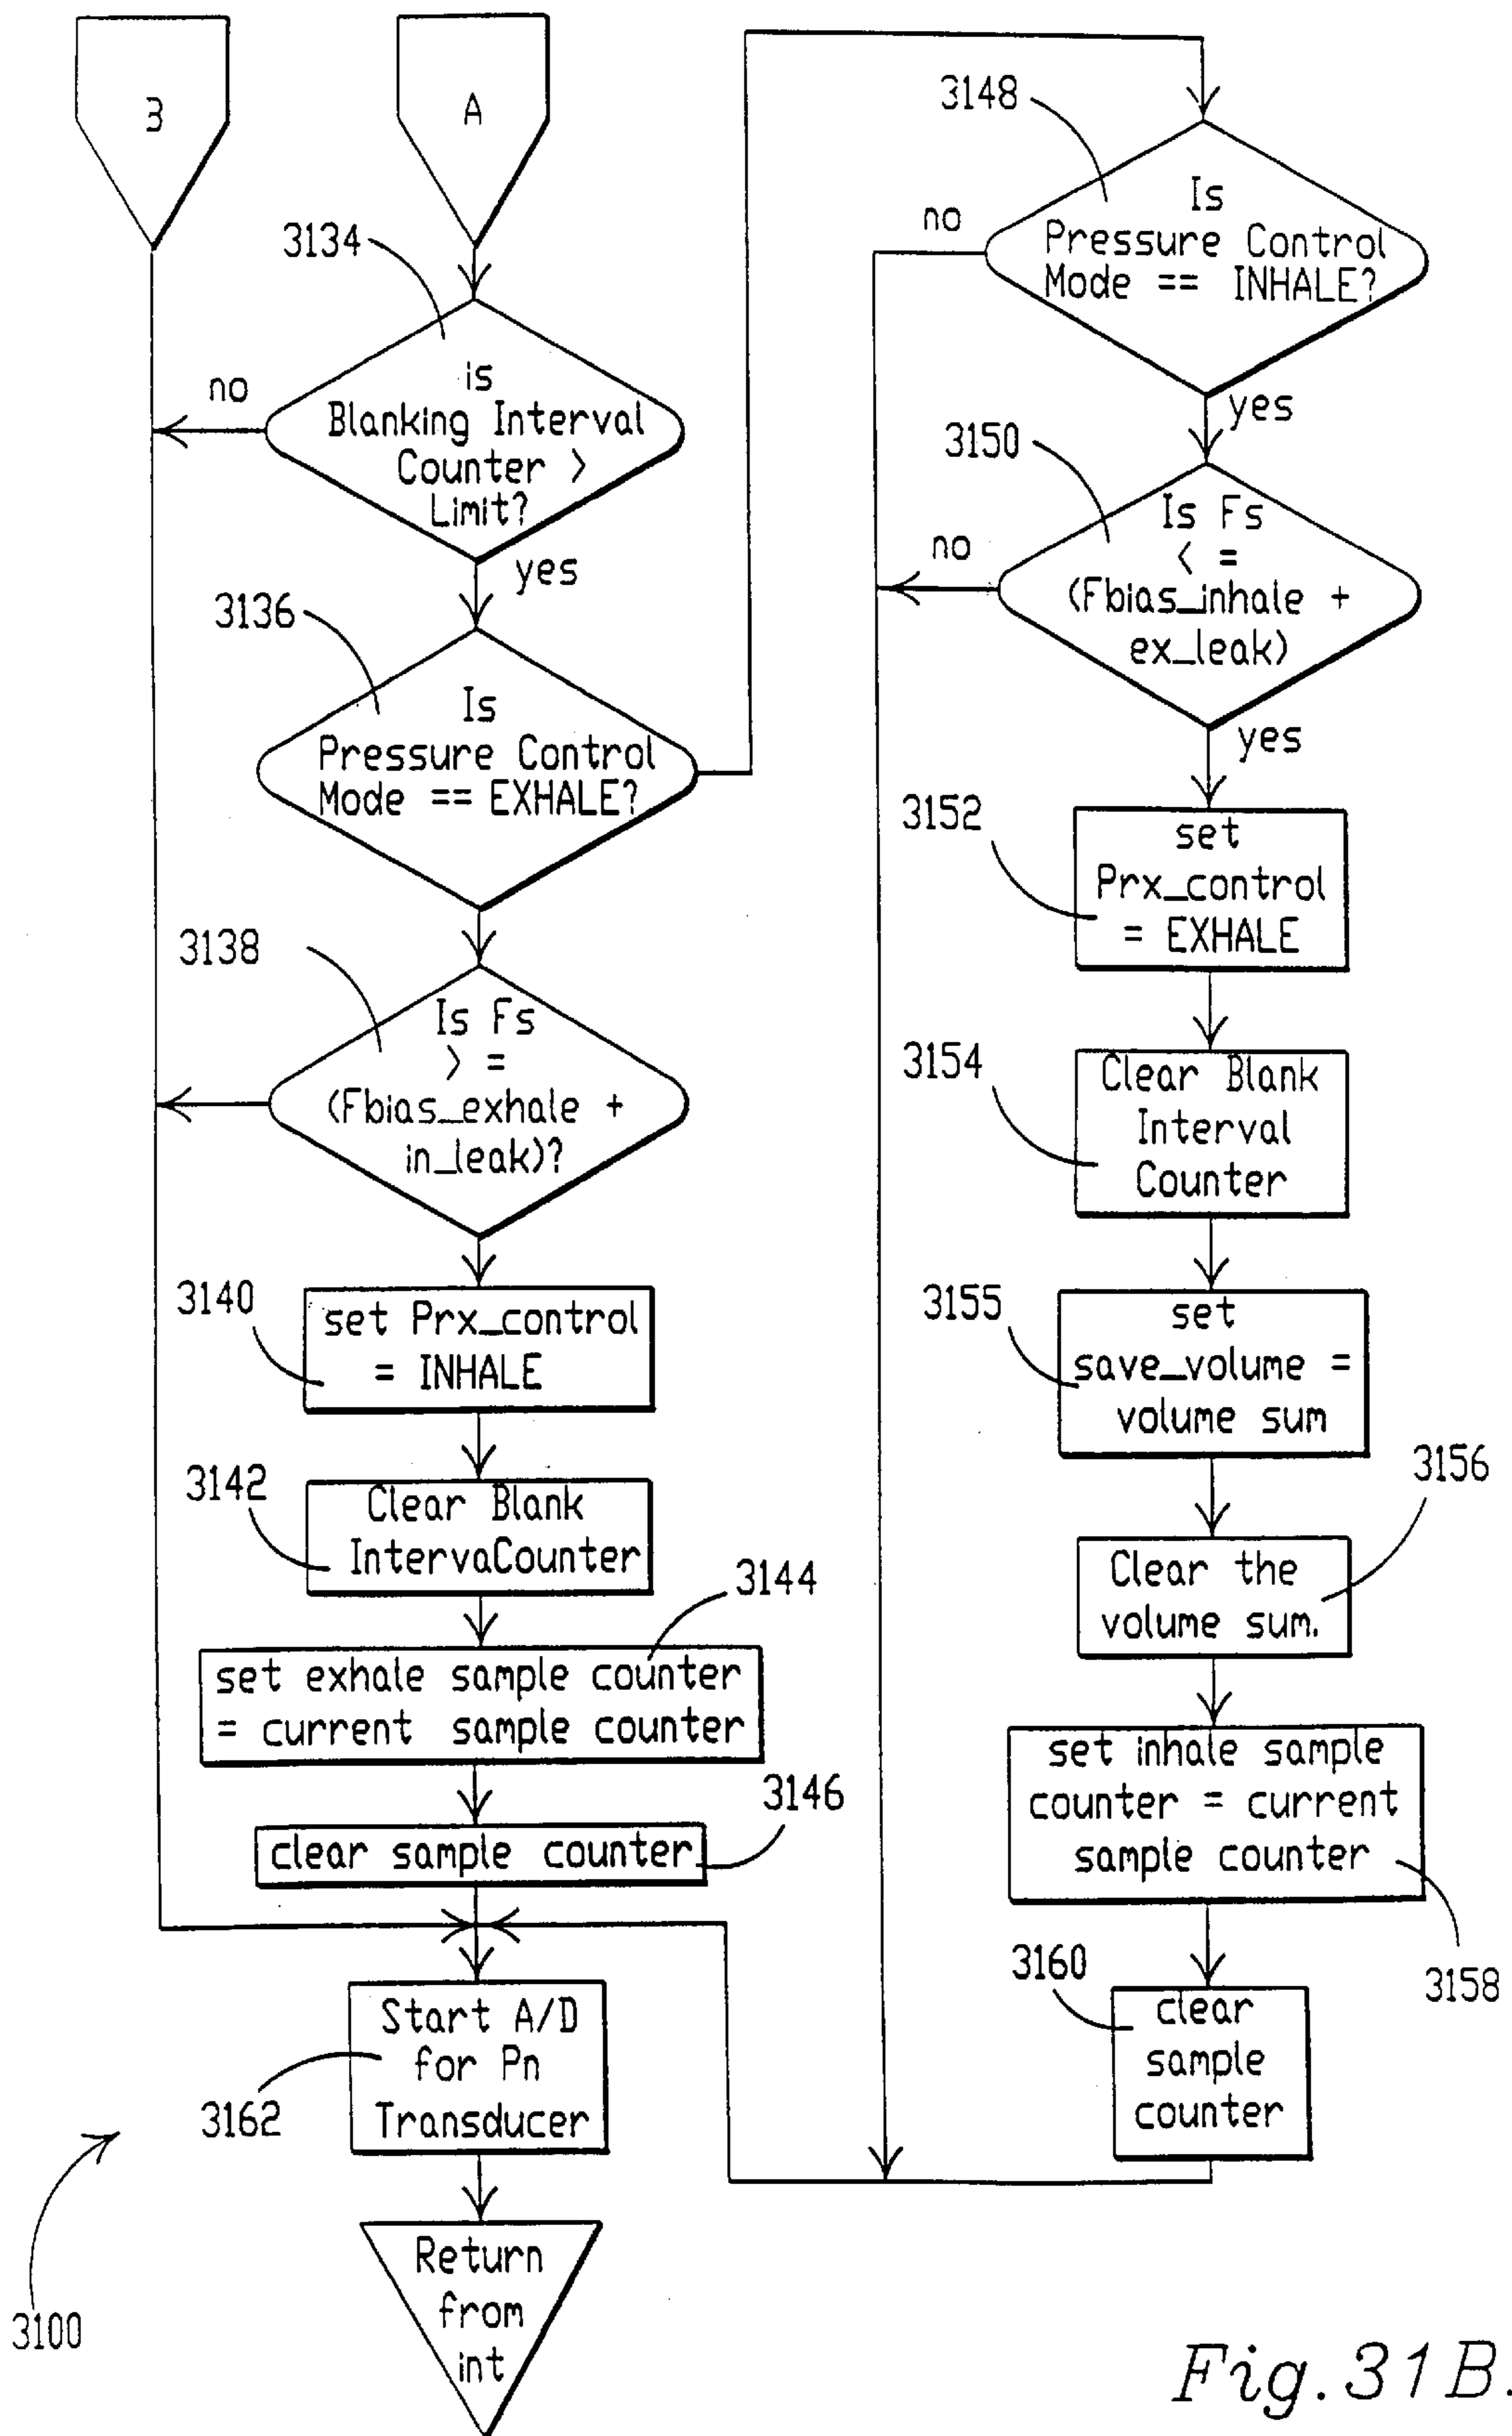 B
A
3134
is
Blanking Interval
Counter >
Limit?
no
yes
3136
Is
Pressure Control
Mode == EXHALE?
3138
Is Fs
> =
(Fbias_exhale +
in_leak)?
3140
set Prx_control
= INHALE
3142
Clear Blank
IntervaCounter
3144
set exhale sample counter
= current sample counter
3146
clear sample counter
3162
Start A/D
for Pn
Transducer
Return
from
int
3100
3148
Is
Pressure Control
Mode == INHALE?
no
yes
3150
Is Fs
< =
(Fbias_inhale +
ex_leak)
no
yes
3152
set
Prx_control
= EXHALE
3154
Clear Blank
Interval
Counter
3155
set
save_volume =
volume sum
3156
Clear the
volume sum.
set inhale sample
counter = current
sample counter
3158
3160
clear
sample
counter
Fig. 31B.